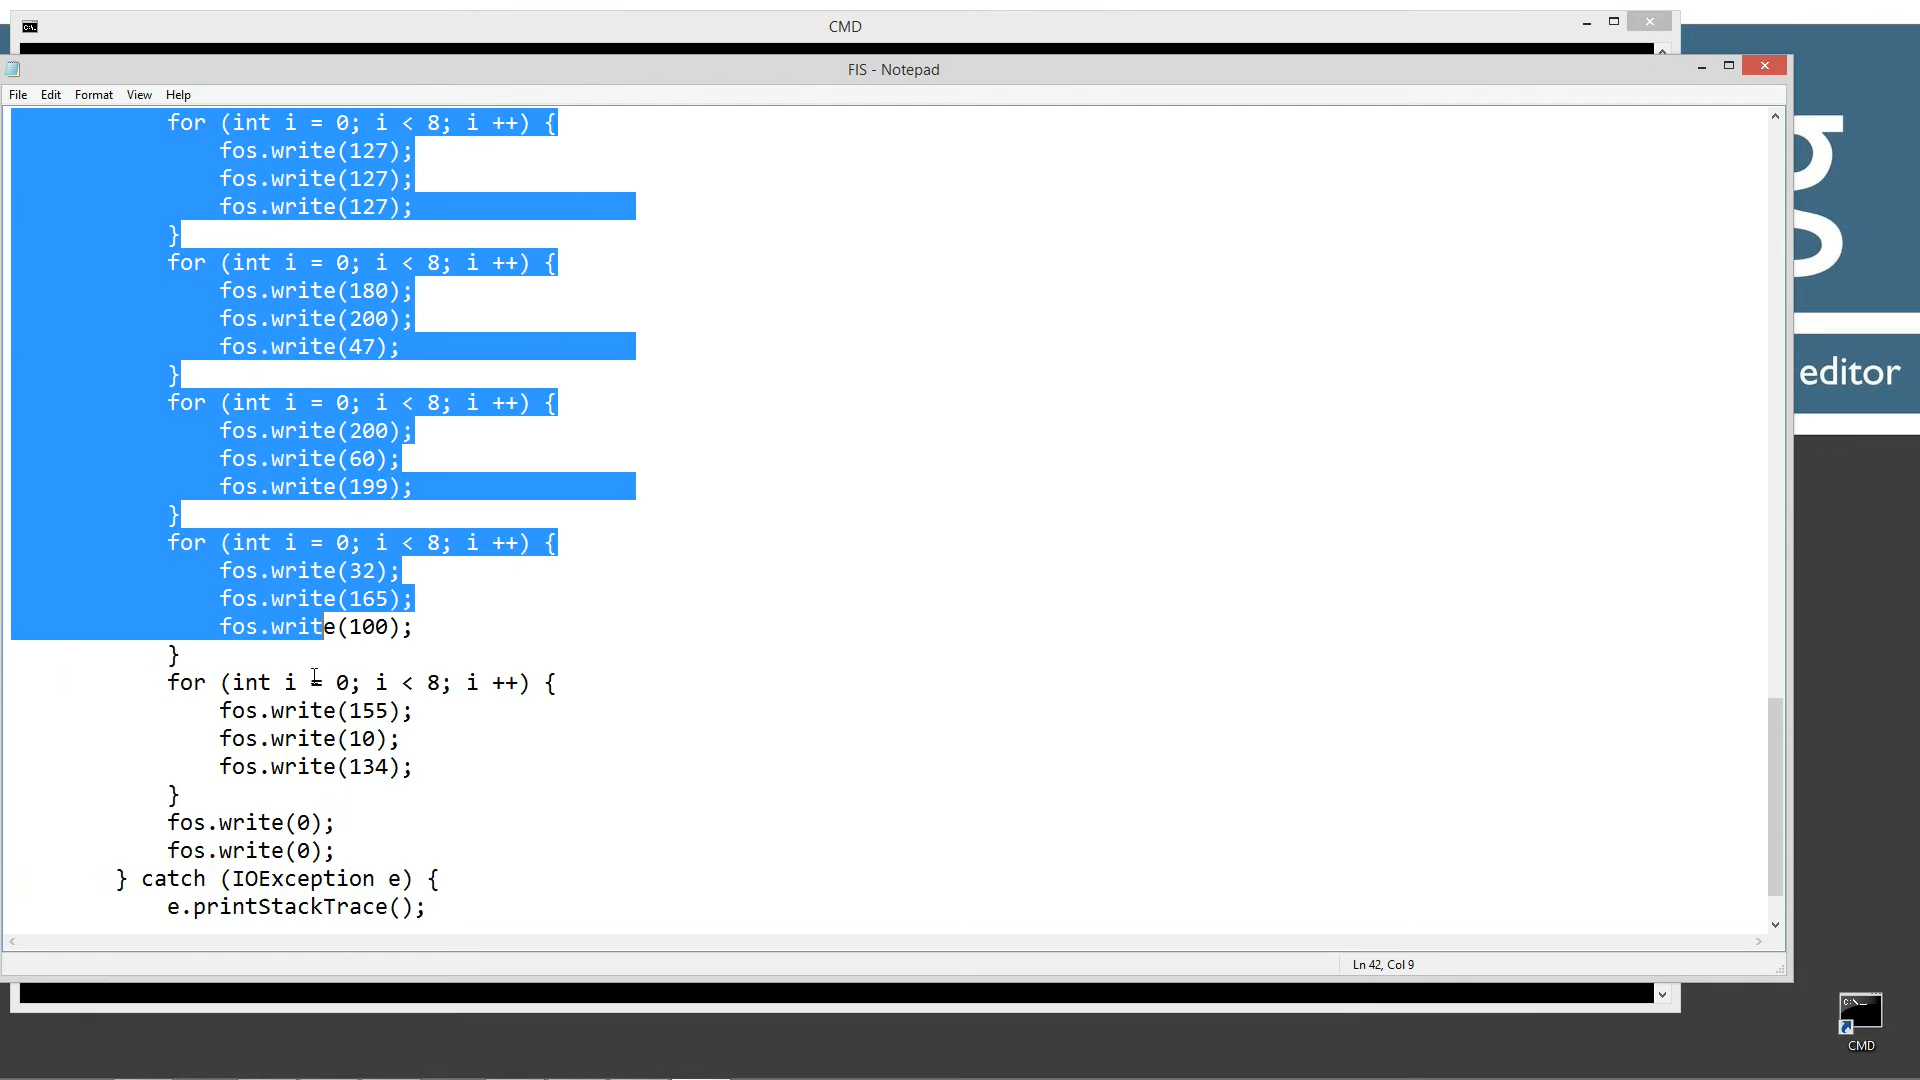 CMD
FIS - Notepad
File Edit Format View Help
for (int i = 0; i < 8; i ++) {
fos.write(127);
fos.write(127);
fos.write(127);
}
for (int i = 0; i < 8; i ++) {
fos.write(180);
fos.write(200);
fos.write(47);
}
for (int i = 0; i < 8; i ++) {
fos.write(200);
fos.write(60);
fos.write(199);
}
for (int i = 0; i < 8; i ++) {
fos.write(32);
fos.write(165);
fos.write(100);
}
for (int i = 0; i < 8; i ++) {
fos.write(155);
fos.write(10);
fos.write(134);
}
fos.write(0);
fos.write(0);
} catch (IOException e) {
e.printStackTrace();
Ln 42, Col 9
g
editor
CMD